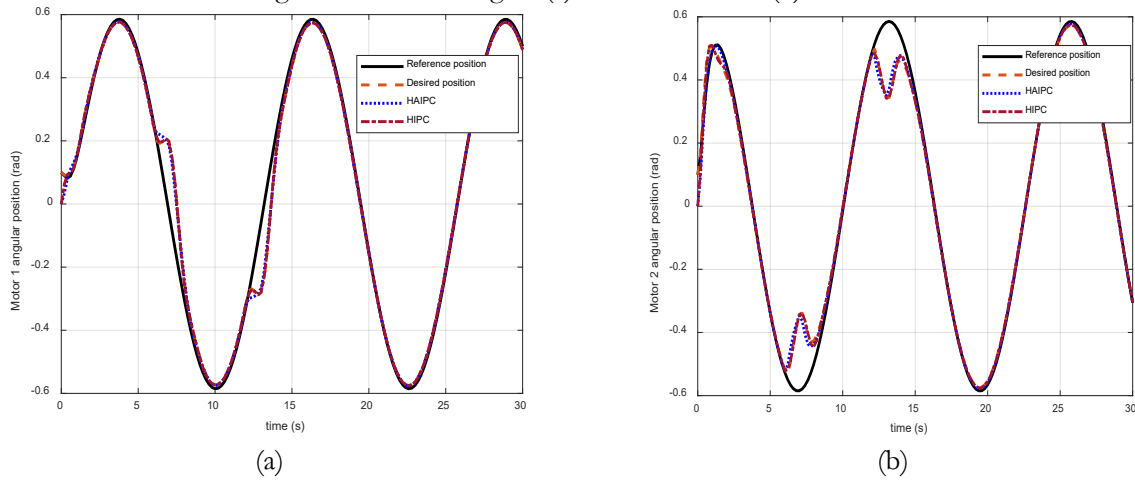 0.6
0.4
0.2
0
-0.2
-0.4
-0.6
Motor 1 angular position (rad)
Reference position
Desired position
HAIPC
HIPC
0 5 10 15 20 25 30
time (s)
(a)
0.6
0.4
0.2
0
-0.2
-0.4
-0.6
Motor 2 angular position (rad)
Reference position
Desired position
HAIPC
HIPC
0 5 10 15 20 25 30
time (s)
(b)